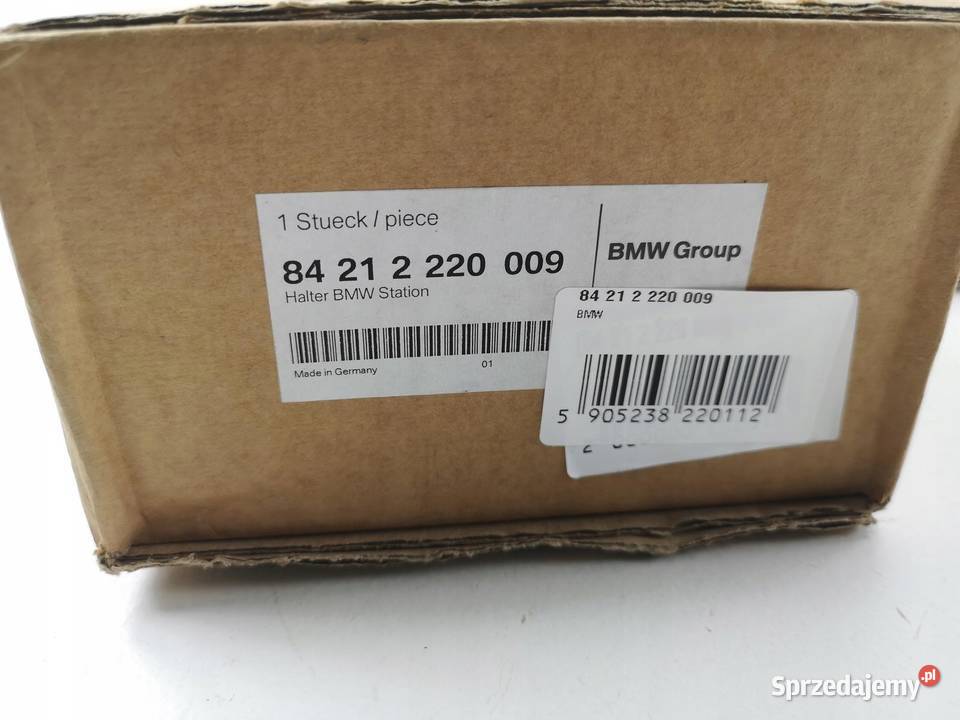 1 Stueck / piece
84 21 2 220 009
Halter BMW Station
Made in Germany
01
BMW Group
84 21 2 220 009
BMW
5 905238 220112
2
Sprzedajemy.pl